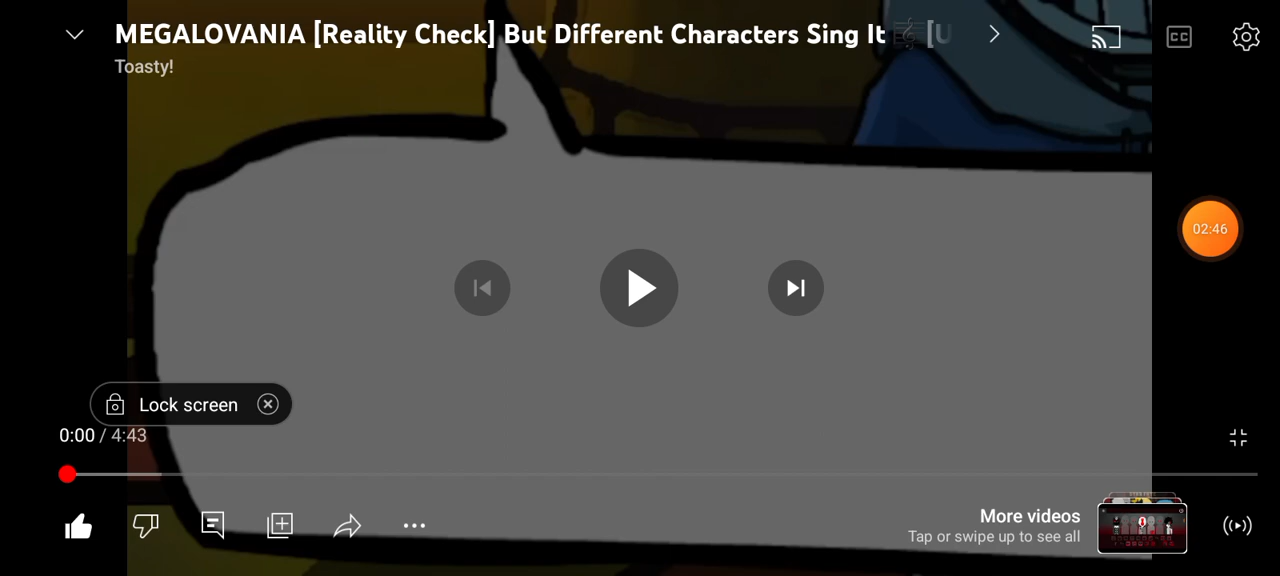 MEGALOVANIA [Reality Check] But Different Characters Sing It 🎼 [U
Toasty!
CC
02:46
Lock screen
0:00 / 4:43
More videos
Tap or swipe up to see all